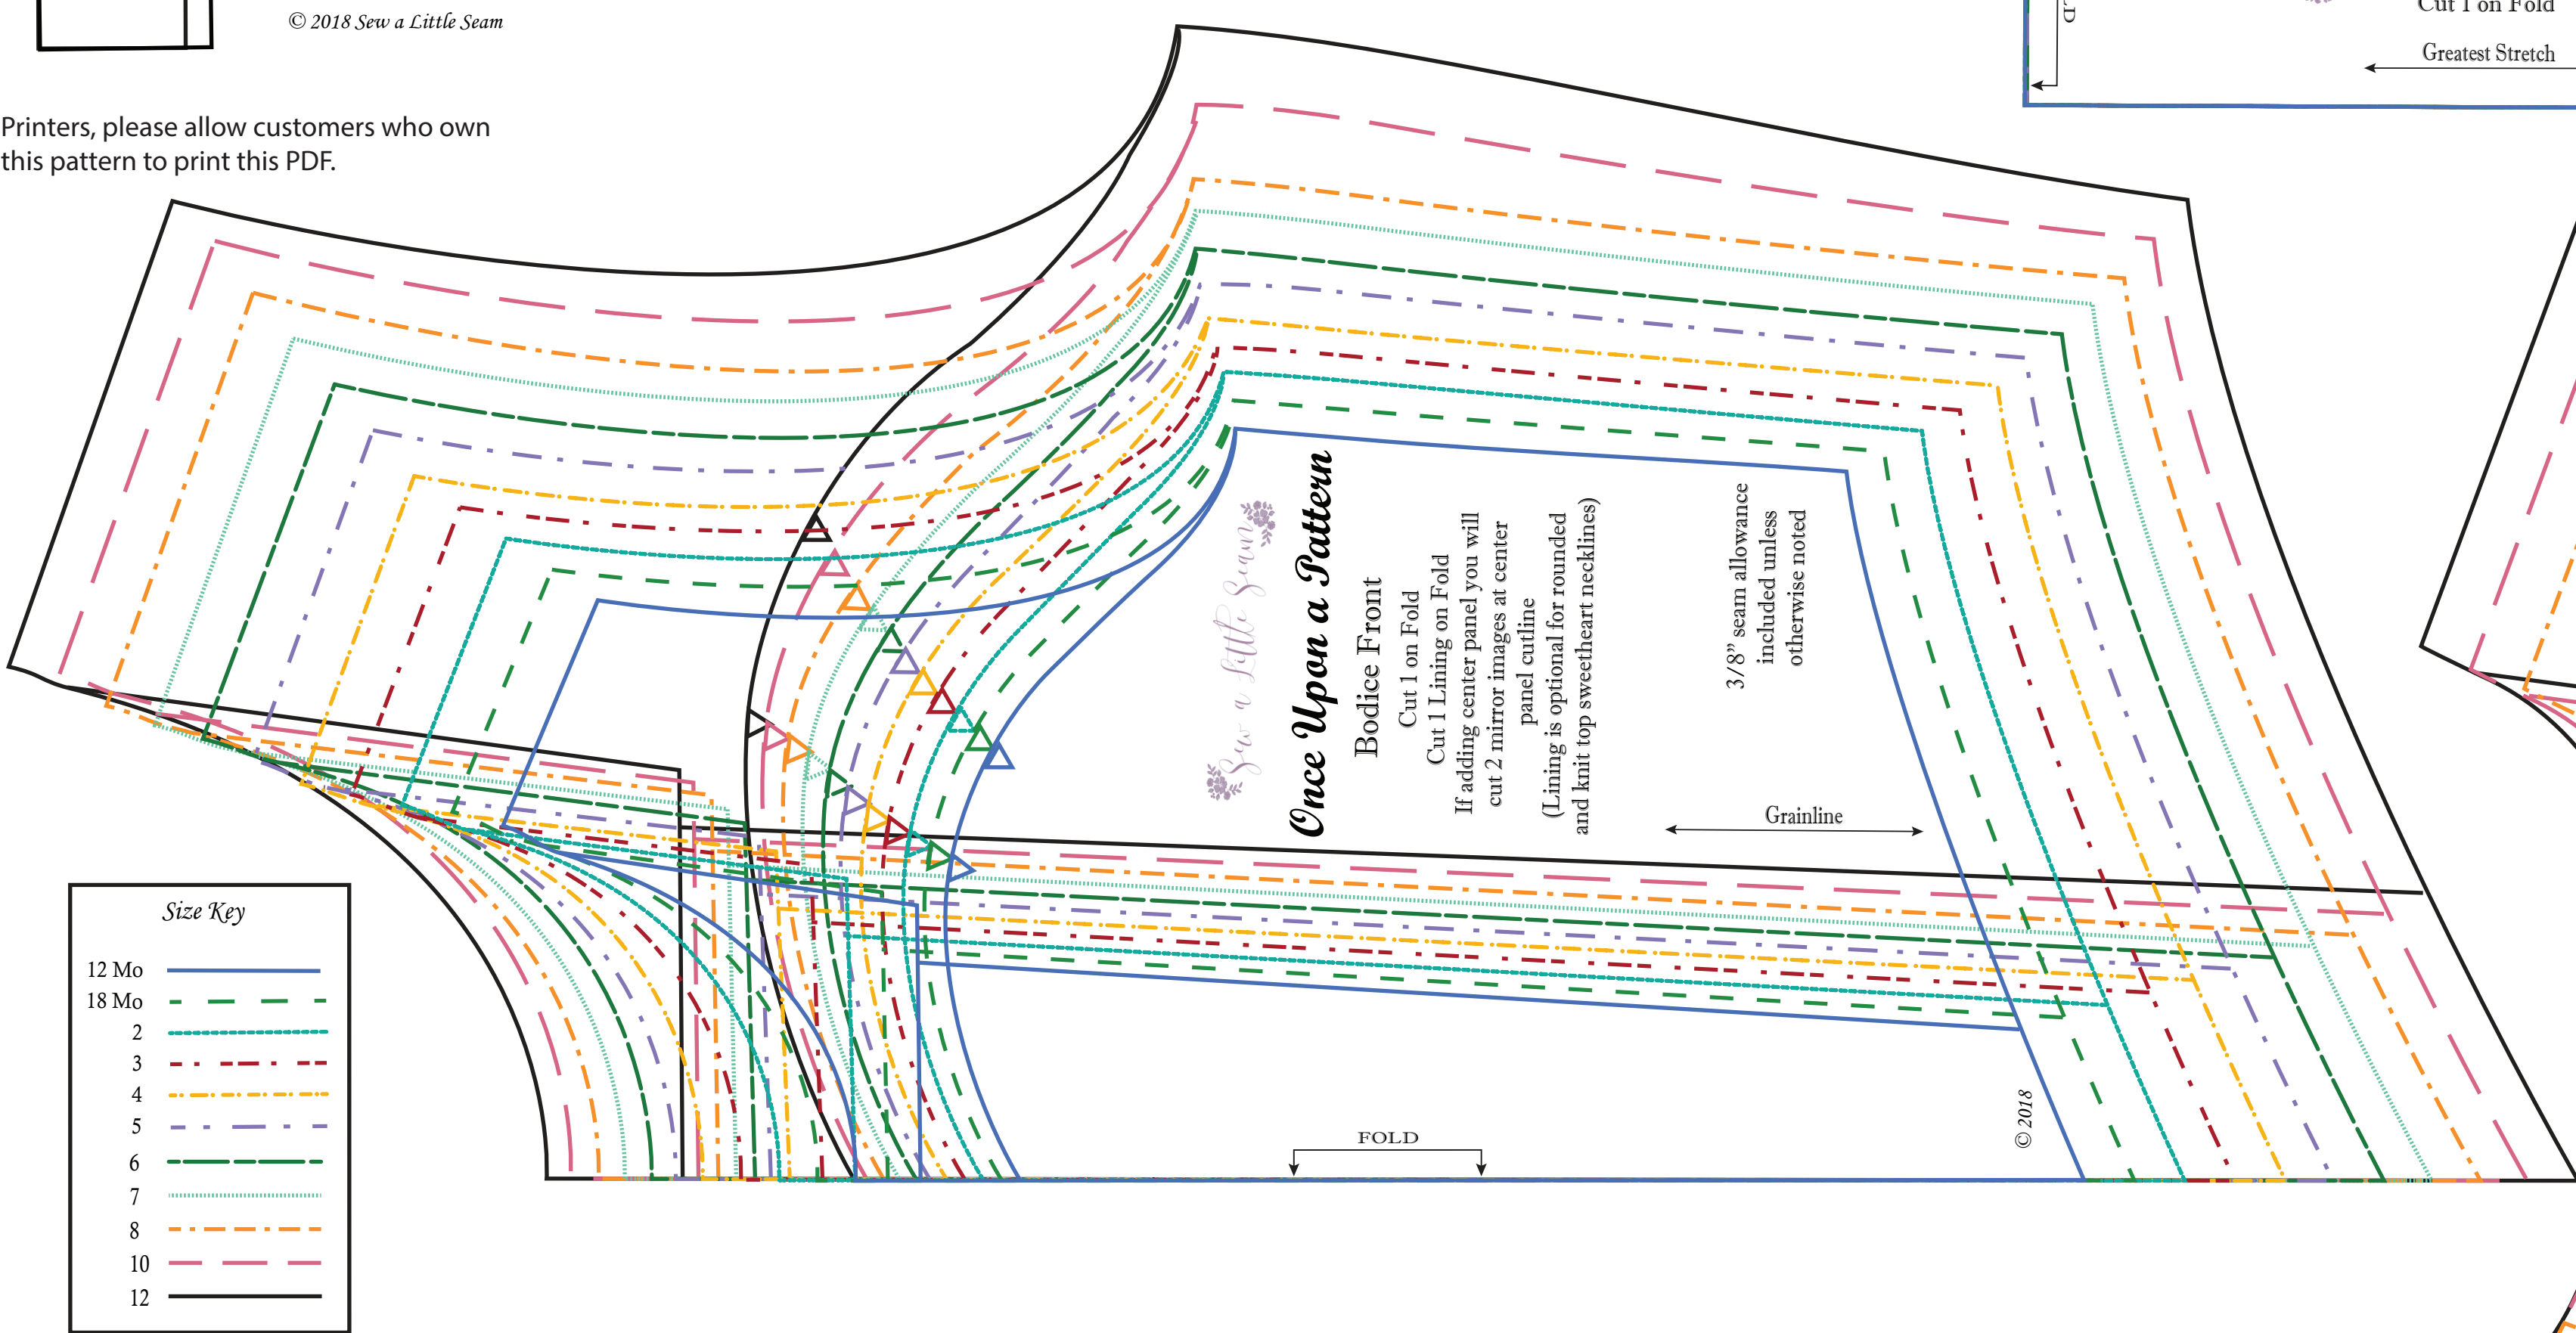 © 2018 Sew a Little Seam
Cut 1 on Fold
Greatest Stretch
Printers, please allow customers who own
this pattern to print this PDF.
Sew a Little Seam
Once Upon a Pattern
Bodice Front
Cut 1 on Fold
Cut 1 Lining on Fold
If adding center panel you will
cut 2 mirror images at center
panel cutline
(Lining is optional for rounded
and knit top sweetheart necklines)
3/8" seam allowance
included unless
otherwise noted
Grainline
© 2018
FOLD
Size Key
12 Mo
18 Mo
2
3
4
5
6
7
8
10
12